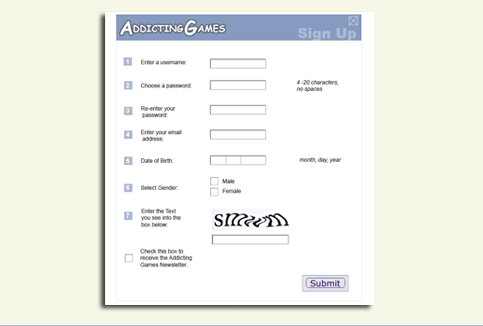 ADDICTING GAMES
Sign Up
1 Enter a username:
2 Choose a password:
4 -20 characters,
no spaces
3 Re-enter your
password:
4 Enter your email
address:
5 Date of Birth:
month, day, year
6 Select Gender:
Male
Female
7 Enter the Text
you see into the
box below:
Check this box to
receive the Addicting
Games Newsletter.
Submit